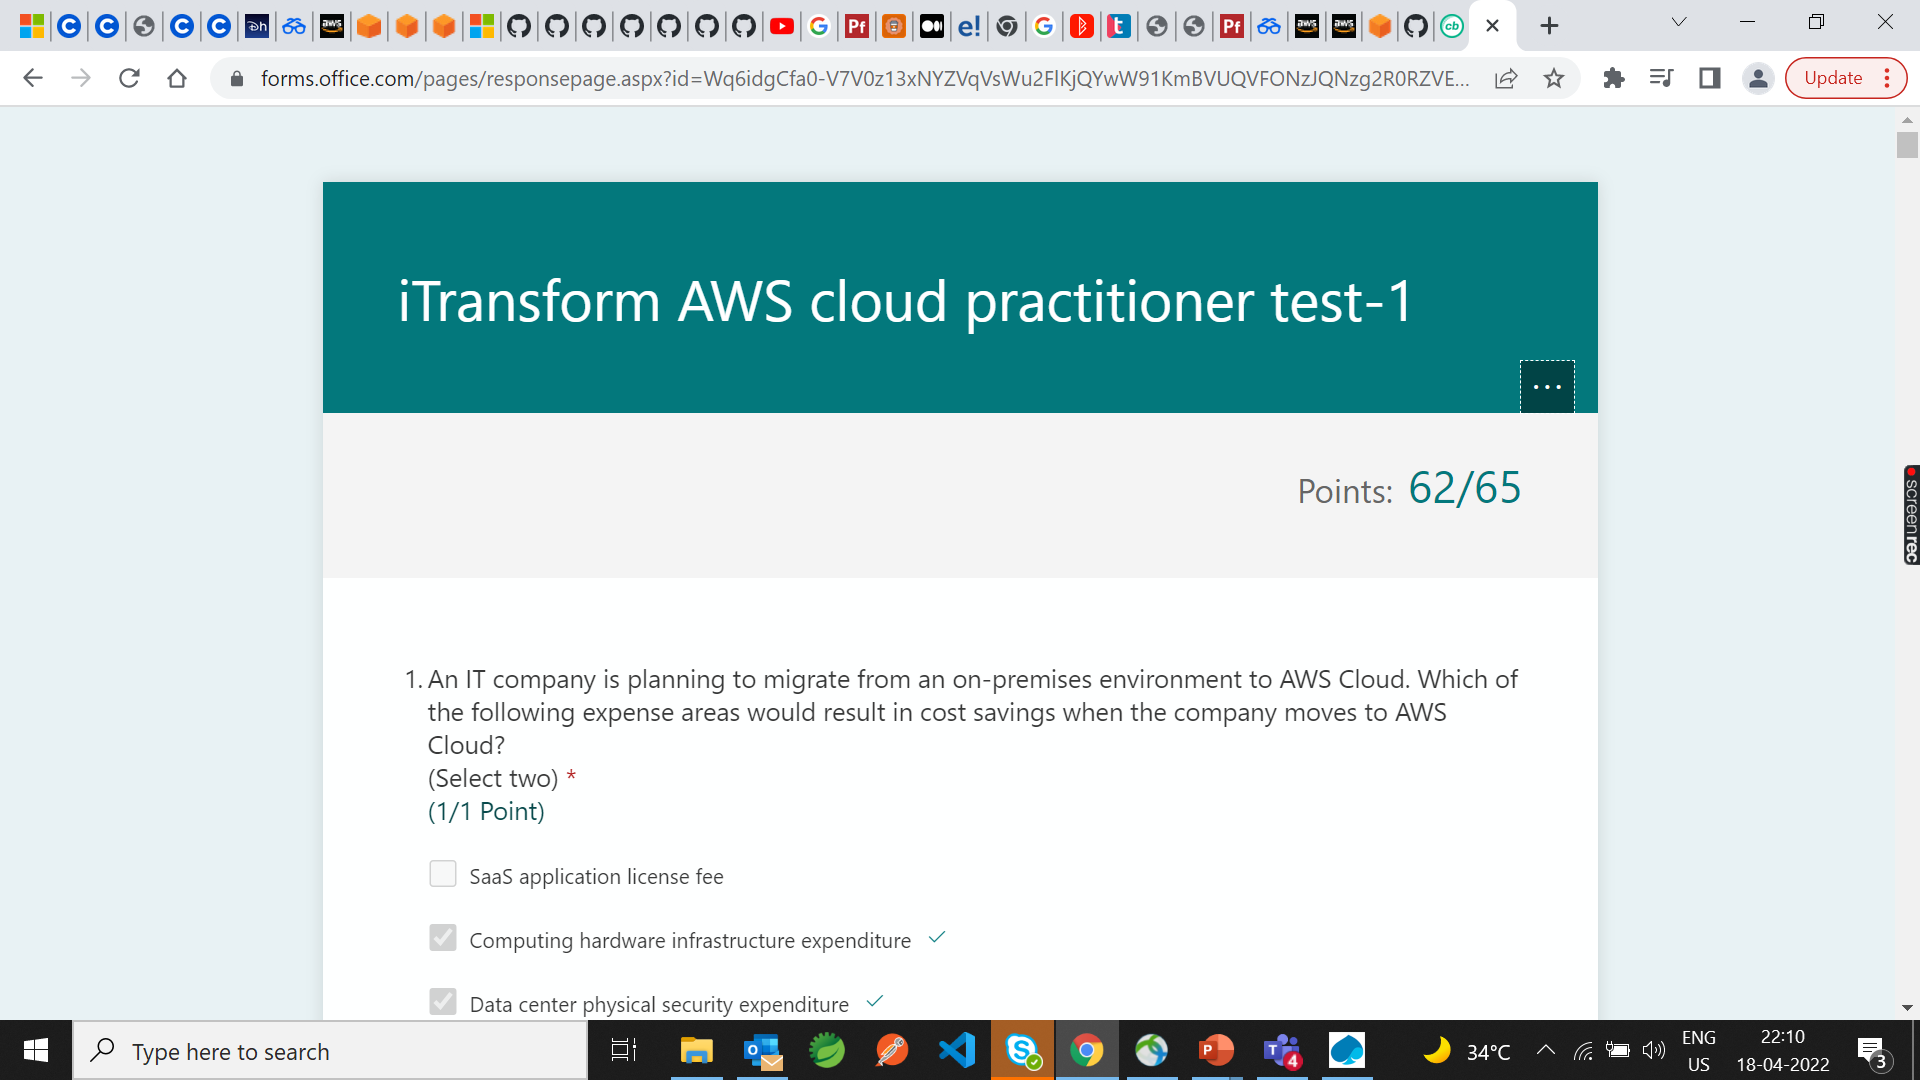 forms.office.com/pages/responsepage.aspx?id=Wq6idgCfa0-V7V0z13xNYZVqVsWu2FlKjQYwW91KmBVUQVFONzJQNzg2R0RZVE...
Update
iTransform AWS cloud practitioner test-1
...
Points: 62/65
1. An IT company is planning to migrate from an on-premises environment to AWS Cloud. Which of
the following expense areas would result in cost savings when the company moves to AWS
Cloud?
(Select two) *
(1/1 Point)
SaaS application license fee
Computing hardware infrastructure expenditure
Data center physical security expenditure
screenrec
Type here to search
4
34°C
ENG
US
22:10
18-04-2022
3